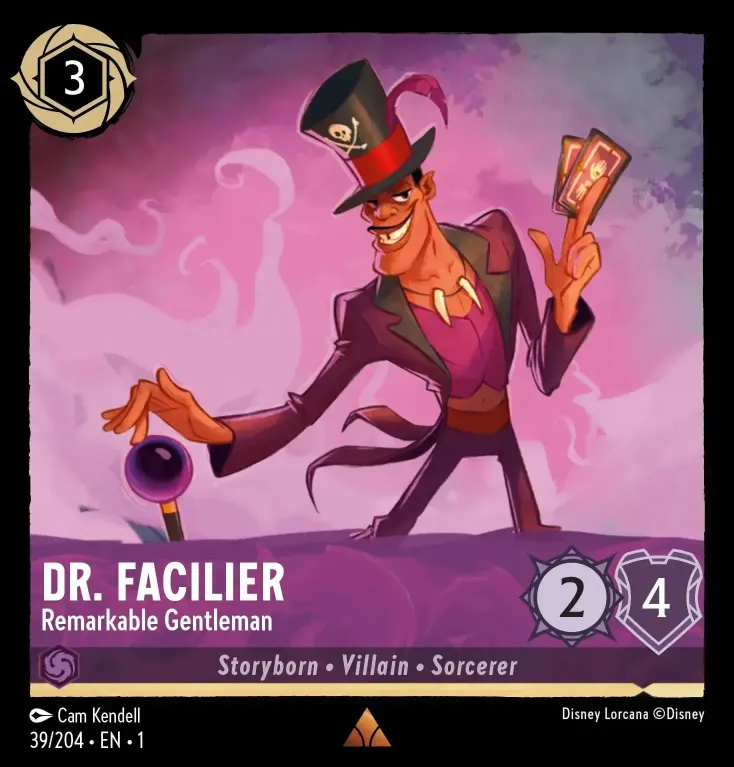 3
DR. FACILIER
Remarkable Gentleman
2
4
Storyborn • Villain • Sorcerer
Cam Kendell
Disney Lorcana ©Disney
39/204 • EN • 1